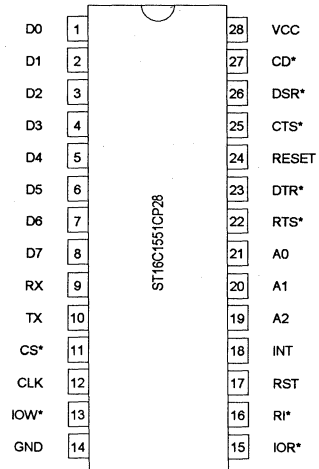 D0 1 28 VCC
D1 2 27 CD*
D2 3 26 DSR*
D3 4 25 CTS*
D4 5 24 RESET
D5 6 23 DTR*
D6 7 22 RTS*
D7 8 21 A0
RX 9 20 A1
TX 10 19 A2
CS* 11 18 INT
CLK 12 17 RST
IOW* 13 16 RI*
GND 14 15 IOR*
ST16C1551CP28